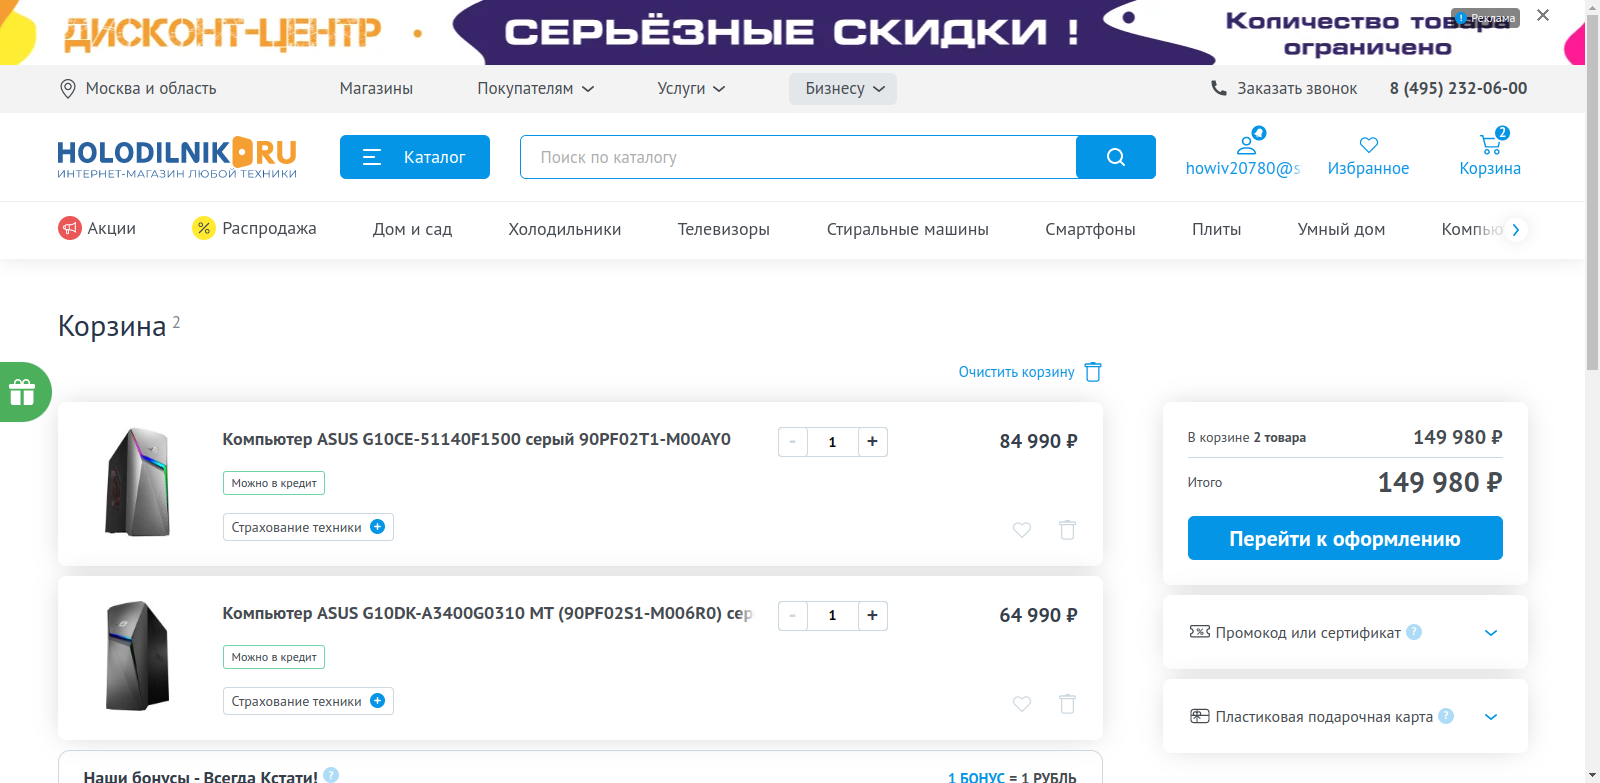 ДИСКОНТ-ЦЕНТР
СЕРЬЁЗНЫЕ СКИДКИ !
Количество товара
ограничено
Реклама
Москва и область
Магазины
Покупателям
Услуги
Бизнесу
Заказать звонок
8 (495) 232-06-00
HOLODILNIK.RU
ИНТЕРНЕТ-МАГАЗИН ЛЮБОЙ ТЕХНИКИ
Каталог
Поиск по каталогу
howiv20780@s
Избранное
2
Корзина
Акции
Распродажа
Дом и сад
Холодильники
Телевизоры
Стиральные машины
Смартфоны
Плиты
Умный дом
Компью
Корзина 2
Очистить корзину
Компьютер ASUS G10CE-51140F1500 серый 90PF02T1-M00AY0
- 1 +
84 990 ₽
Можно в кредит
Страхование техники
Компьютер ASUS G10DK-A3400G0310 MT (90PF02S1-M006R0) сер
- 1 +
64 990 ₽
Можно в кредит
Страхование техники
Наши бонусы - Всегда Кстати! ?
1 БОНУС = 1 РУБЛЬ
В корзине 2 товара
149 980 ₽
Итого
149 980 ₽
Перейти к оформлению
Промокод или сертификат ?
Пластиковая подарочная карта ?